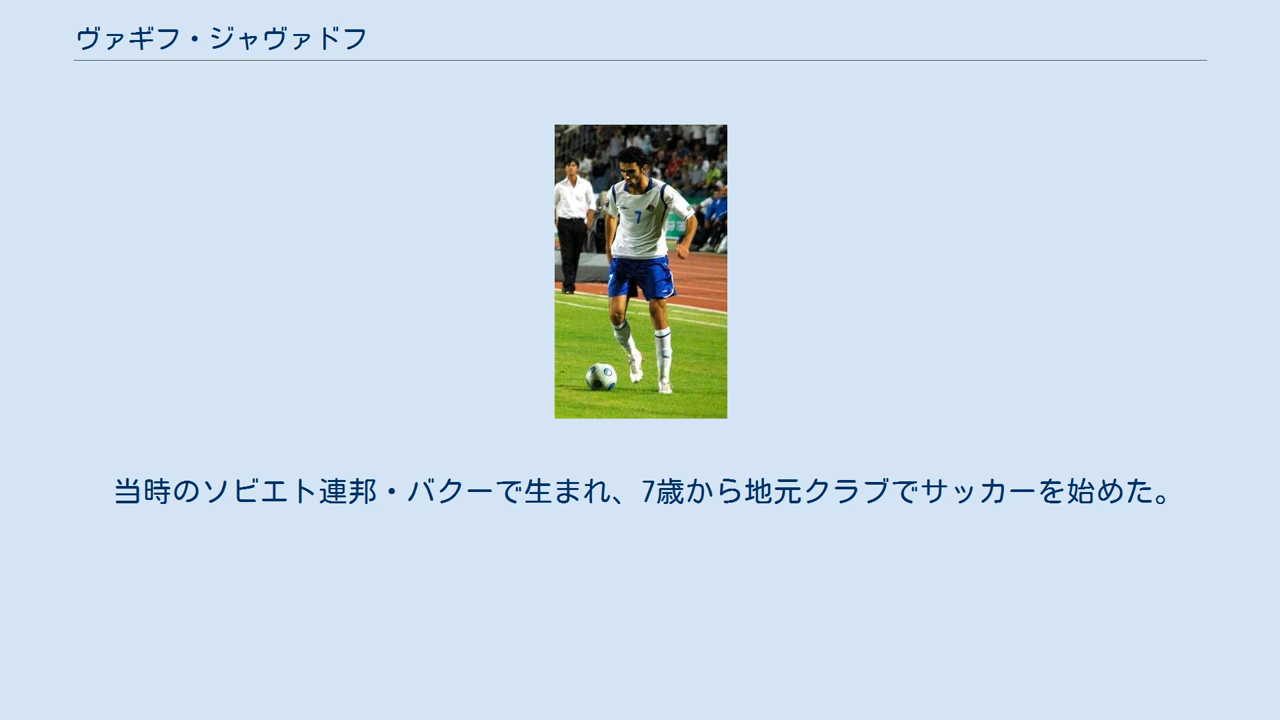 ヴァギフ・ジャヴァドフ
7
当時のソビエト連邦・バクーで生まれ、7歳から地元クラブでサッカーを始めた。